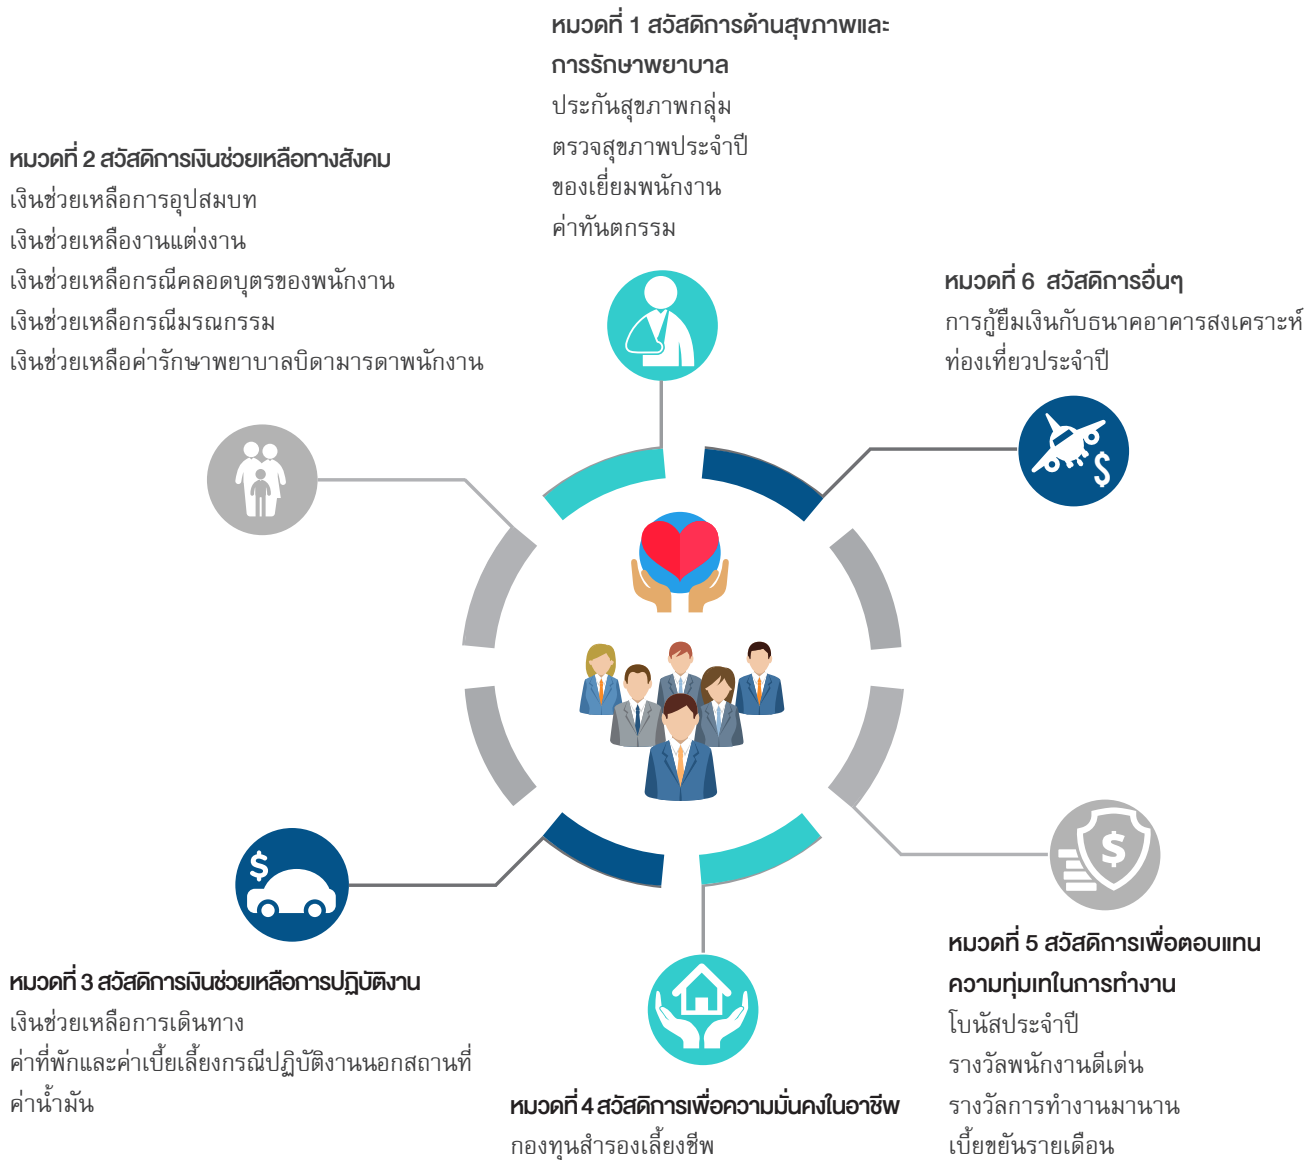 หมวดที่ 1 สวัสดิการด้านสุขภาพและ
การรักษาพยาบาล
ประกันสุขภาพกลุ่ม
ตรวจสุขภาพประจำปี
ของเยี่ยมพนักงาน
ค่าทันตกรรม
หมวดที่ 2 สวัสดิการเงินช่วยเหลือทางสังคม
เงินช่วยเหลือการอุปสมบท
เงินช่วยเหลืองานแต่งงาน
เงินช่วยเหลือกรณีคลอดบุตรของพนักงาน
เงินช่วยเหลือกรณีมรณกรรม
เงินช่วยเหลือค่ารักษาพยาบาลบิดามารดาพนักงาน
หมวดที่ 6 สวัสดิการอื่นๆ
การกู้ยืมเงินกับธนาคอาคารสงเคราะห์
ท่องเที่ยวประจำปี
$
$
$
หมวดที่ 3 สวัสดิการเงินช่วยเหลือการปฏิบัติงาน
เงินช่วยเหลือการเดินทาง
ค่าที่พักและค่าเบี้ยเลี้ยงกรณีปฏิบัติงานนอกสถานที่
ค่าน้ำมัน
หมวดที่ 4 สวัสดิการเพื่อความมั่นคงในอาชีพ
กองทุนสำรองเลี้ยงชีพ
หมวดที่ 5 สวัสดิการเพื่อตอบแทน
ความทุ่มเทในการทำงาน
โบนัสประจำปี
รางวัลพนักงานดีเด่น
รางวัลการทำงานมานาน
เบี้ยขยันรายเดือน